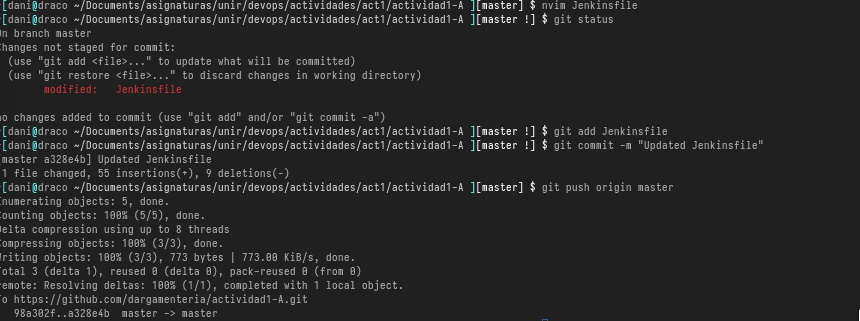 [dani@draco ~/Documents/asignaturas/unir/devops/devops/act1/actividad1-A ][master] $ nvim Jenkinsfile
[dani@draco ~/Documents/asignaturas/unir/devops/devops/act1/actividad1-A ][master !] $ git status
On branch master
Changes not staged for commit:
(use "git add <file>..." to update what will be committed)
(use "git restore <file>..." to discard changes in working directory)
modified: Jenkinsfile
no changes added to commit (use "git add" and/or "git commit -a")
[dani@draco ~/Documents/asignaturas/unir/devops/devops/act1/actividad1-A ][master !] $ git add Jenkinsfile
[dani@draco ~/Documents/asignaturas/unir/devops/devops/act1/actividad1-A ][master !] $ git commit -m "Updated Jenkinsfile"
[master a328e4b] Updated Jenkinsfile
1 file changed, 55 insertions(+), 9 deletions(-)
[dani@draco ~/Documents/asignaturas/unir/devops/devops/act1/actividad1-A ][master] $ git push origin master
Enumerating objects: 5, done.
Counting objects: 100% (5/5), done.
Delta compression using up to 8 threads
Compressing objects: 100% (3/3), done.
Writing objects: 100% (3/3), 773 bytes | 773.00 KiB/s, done.
Total 3 (delta 1), reused 0 (delta 0), pack-reused 0 (from 0)
remote: Resolving deltas: 100% (1/1), completed with 1 local object.
To https://github.com/dargamenteria/actividad1-A.git
98a302f..a328e4b master -> master